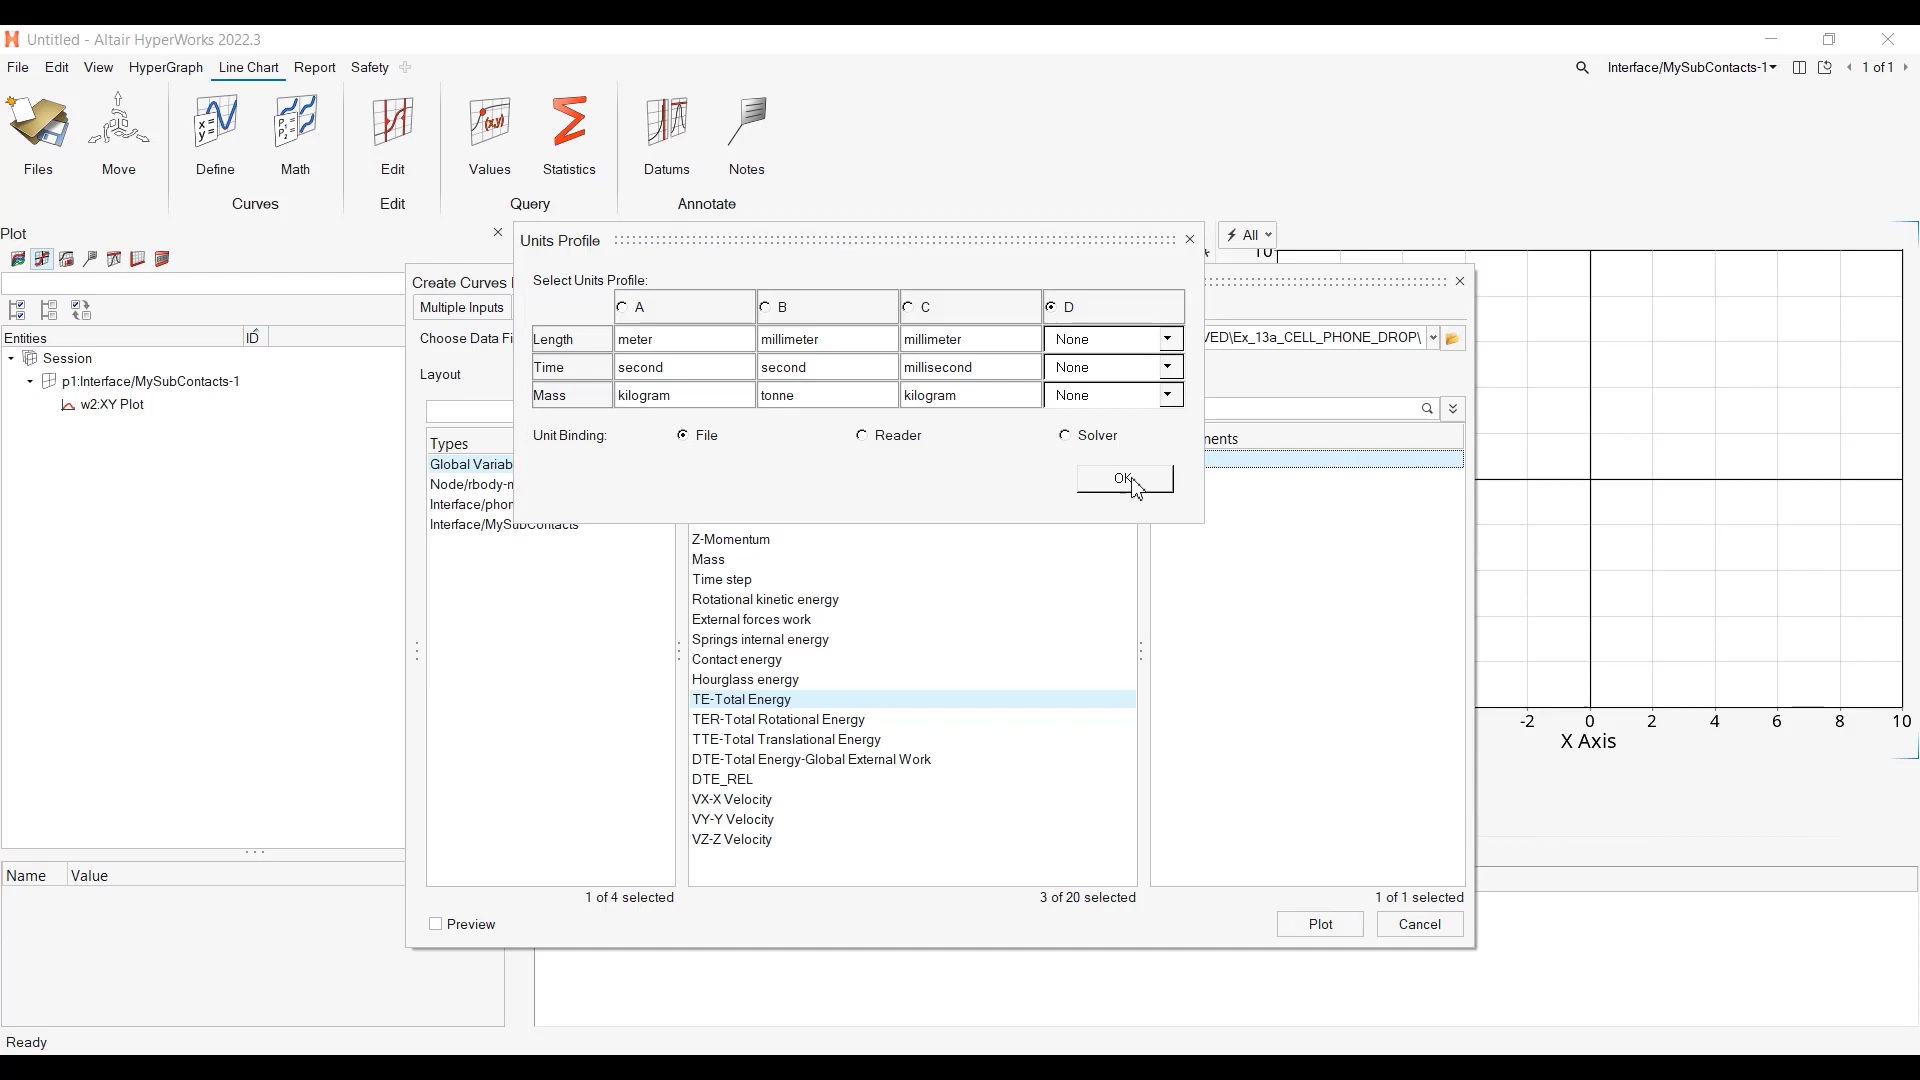 Untitled - Altair HyperWorks 2022.3
File Edit View HyperGraph Line Chart Report Safety
Interface/MySubContacts-1 1 of 1
Files Move Define Math Edit Values Statistics Datums Notes
Curves Edit Query Annotate
Plot
Entities ID
Session
p1:Interface/MySubContacts-1
w2:XY Plot
Name Value
Ready
Units Profile
Select Units Profile:
A B C D
Length meter millimeter millimeter None
Time second second millisecond None
Mass kilogram tonne kilogram None
Unit Binding: File Reader Solver
OK
All
Create Curves
Multiple Inputs
Choose Data Fi
VED\Ex_13a_CELL_PHONE_DROP\
Layout
Types
Global Variab
Node/rbody-
Interface/phon
Interface/MySubContacts
nents
Z-Momentum
Mass
Time step
Rotational kinetic energy
External forces work
Springs internal energy
Contact energy
Hourglass energy
TE-Total Energy
TER-Total Rotational Energy
TTE-Total Translational Energy
DTE-Total Energy-Global External Work
DTE_REL
VX-X Velocity
VY-Y Velocity
VZ-Z Velocity
1 of 4 selected 3 of 20 selected 1 of 1 selected
Preview Plot Cancel
10
-2 0 2 4 6 8 10
X Axis